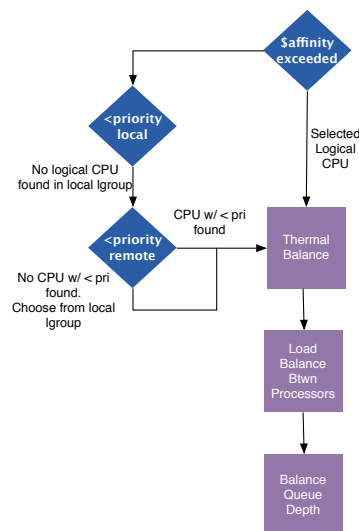 $affinity
exceeded
<priority
local
Selected
Logical
CPU
No logical CPU
found in local lgroup
CPU w/ < pri
found
<priority
remote
Thermal
Balance
No CPU w/ < pri
found.
Choose from local
lgroup
Load
Balance
Btwn
Processors
Balance
Queue
Depth